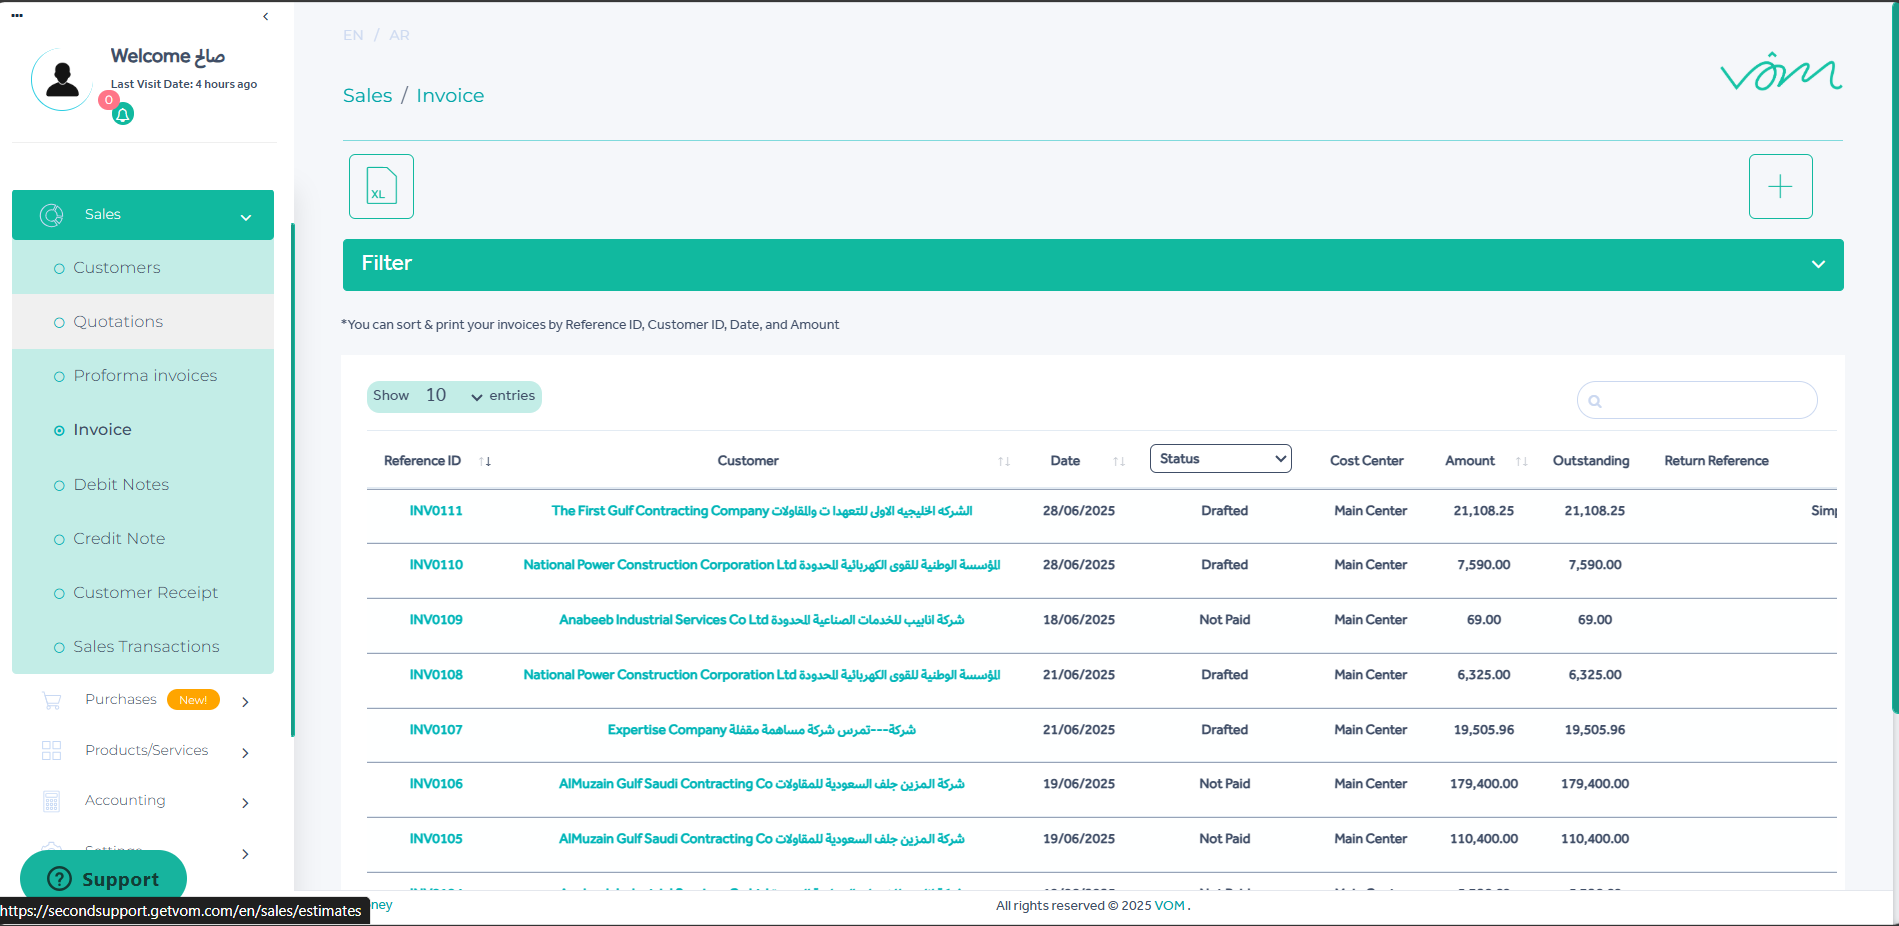 Welcome صالح
Last Visit Date: 4 hours ago
0
Sales
Customers
Quotations
Proforma invoices
Invoice
Debit Notes
Credit Note
Customer Receipt
Sales Transactions
Purchases New!
Products/Services
Accounting
Settings
Support
https://secondsupport.getvom.com/en/sales/estimates
EN / AR
vôm
Sales / Invoice
XL
Filter
*You can sort & print your invoices by Reference ID, Customer ID, Date, and Amount
Show 10 entries
Reference ID Customer Date Status Cost Center Amount Outstanding Return Reference
INV0111 The First Gulf Contracting Company الشركه الخليجيه الاولى للتعهدا ت والمقاولات 28/06/2025 Drafted Main Center 21,108.25 21,108.25 Simp
INV0110 National Power Construction Corporation Ltd المؤسسة الوطنية للقوى الكهربائية المحدودة 28/06/2025 Drafted Main Center 7,590.00 7,590.00
INV0109 Anabeeb Industrial Services Co Ltd شركة انابيب للخدمات الصناعية المحدودة 18/06/2025 Not Paid Main Center 69.00 69.00
INV0108 National Power Construction Corporation Ltd المؤسسة الوطنية للقوى الكهربائية المحدودة 21/06/2025 Drafted Main Center 6,325.00 6,325.00
INV0107 Expertise Company شركة---تمرس شركة مساهمة مقفلة 21/06/2025 Drafted Main Center 19,505.96 19,505.96
INV0106 AlMuzain Gulf Saudi Contracting Co شركة المزين جلف السعودية للمقاولات 19/06/2025 Not Paid Main Center 179,400.00 179,400.00
INV0105 AlMuzain Gulf Saudi Contracting Co شركة المزين جلف السعودية للمقاولات 19/06/2025 Not Paid Main Center 110,400.00 110,400.00
ney
All rights reserved © 2025 VOM .